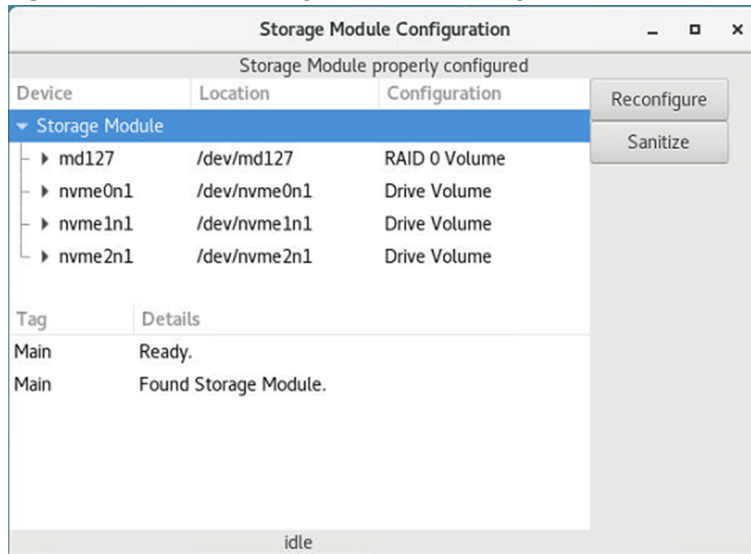 Storage Module Configuration
Storage Module properly configured
Device Location Configuration
Reconfigure
Storage Module
Sanitize
md127 /dev/md127 RAID 0 Volume
nvme0n1 /dev/nvme0n1 Drive Volume
nvme1n1 /dev/nvme1n1 Drive Volume
nvme2n1 /dev/nvme2n1 Drive Volume
Tag Details
Main Ready.
Main Found Storage Module.
idle